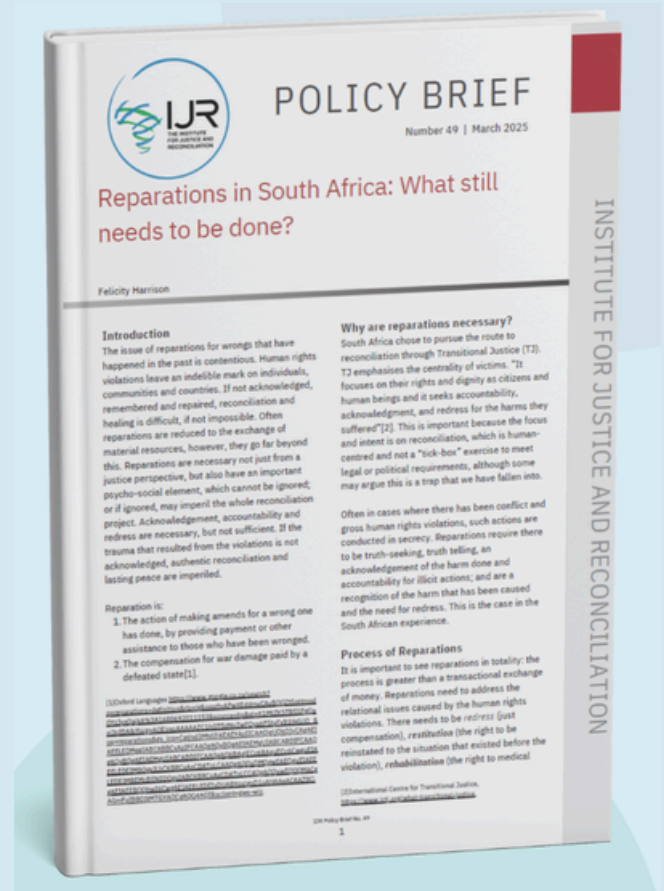 IJR
THE INSTITUTE
FOR JUSTICE AND
RECONCILIATION
POLICY BRIEF
Number 49 | March 2025
Reparations in South Africa: What still
needs to be done?
Felicity Harrison
Introduction
The issue of reparations for wrongs that have
happened in the past is contentious. Human rights
violations leave an indelible mark on individuals,
communities and countries. If not acknowledged,
remembered and repaired, reconciliation and
healing is difficult, if not impossible. Often
reparations are reduced to the exchange of
material resources, however, they go far beyond
this. Reparations are necessary not just from a
justice perspective, but also have an important
psycho-social element, which cannot be ignored;
or if ignored, may imperil the whole reconciliation
project. Acknowledgement, accountability and
redress are necessary, but not sufficient. If the
trauma that resulted from the violations is not
acknowledged, authentic reconciliation and
lasting peace are imperiled.
Reparation is:
1. The action of making amends for a wrong one
has done, by providing payment or other
assistance to those who have been wronged.
2. The compensation for war damage paid by a
defeated state[1].
[1]Oxford Languages
Why are reparations necessary?
South Africa chose to pursue the route to
reconciliation through Transitional Justice (TJ).
TJ emphasises the centrality of victims. "It
focuses on their rights and dignity as citizens and
human beings and it seeks accountability,
acknowledgment, and redress for the harms they
suffered"[2]. This is important because the focus
and intent is on reconciliation, which is human-
centred and not a "tick-box" exercise to meet
legal or political requirements, although some
may argue this is a trap that we have fallen into.
Often in cases where there has been conflict and
gross human rights violations, such actions are
conducted in secrecy. Reparations require there
to be truth-seeking, truth telling, an
acknowledgement of the harm done and
accountability for illicit actions; and are a
recognition of the harm that has been caused
and the need for redress. This is the case in the
South African experience.
Process of Reparations
It is important to see reparations in totality: the
process is greater than a transactional exchange
of money. Reparations need to address the
relational issues caused by the human rights
violations. There needs to be redress (just
compensation), restitution (the right to be
reinstated to the situation that existed before the
violation), rehabilitation (the right to medical
[2]International Centre for Transitional Justice,
IJR Policy Brief No. 49
1
INSTITUTE FOR JUSTICE AND RECONCILIATION